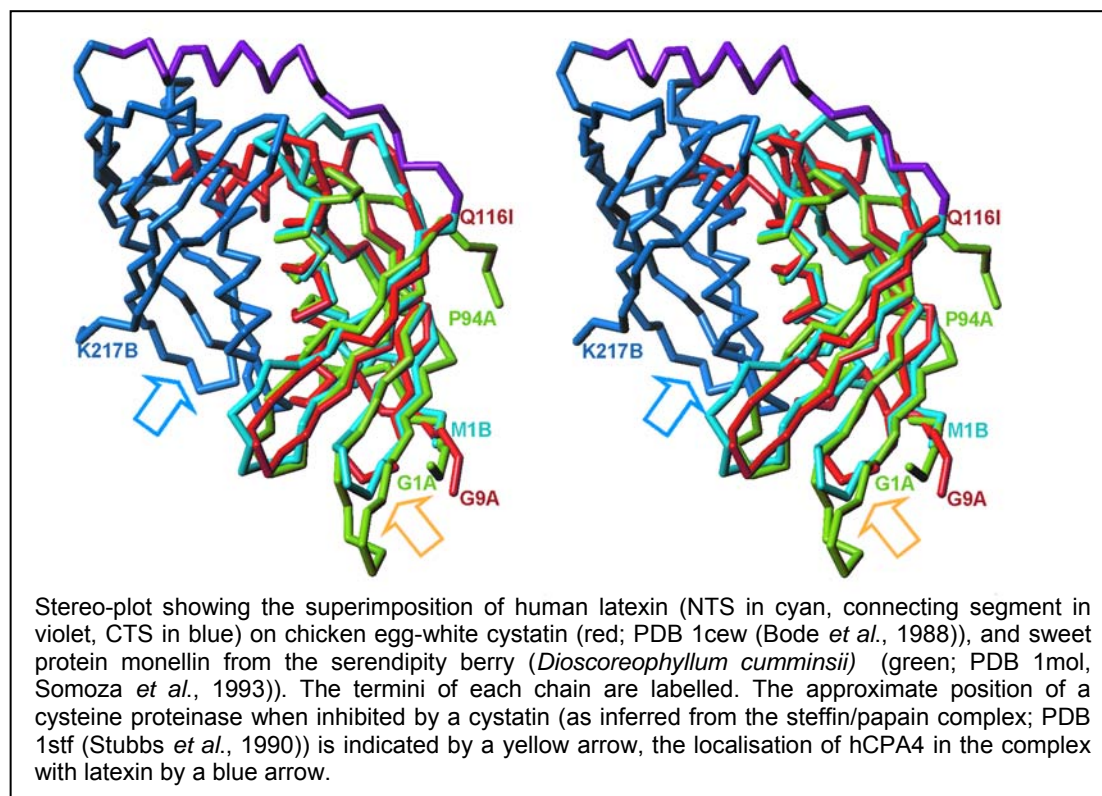 Q116I
Q116I
P94A
P94A
K217B
K217B
M1B
M1B
G1A
G1A
G9A
G9A
Stereo-plot showing the superimposition of human latexin (NTS in cyan, connecting segment in
violet, CTS in blue) on chicken egg-white cystatin (red; PDB 1cew (Bode et al., 1988)), and sweet
protein monellin from the serendipity berry (Dioscoreophyllum cumminsii) (green; PDB 1mol,
Somoza et al., 1993)). The termini of each chain are labelled. The approximate position of a
cysteine proteinase when inhibited by a cystatin (as inferred from the steffin/papain complex; PDB
1stf (Stubbs et al., 1990)) is indicated by a yellow arrow, the localisation of hCPA4 in the complex
with latexin by a blue arrow.